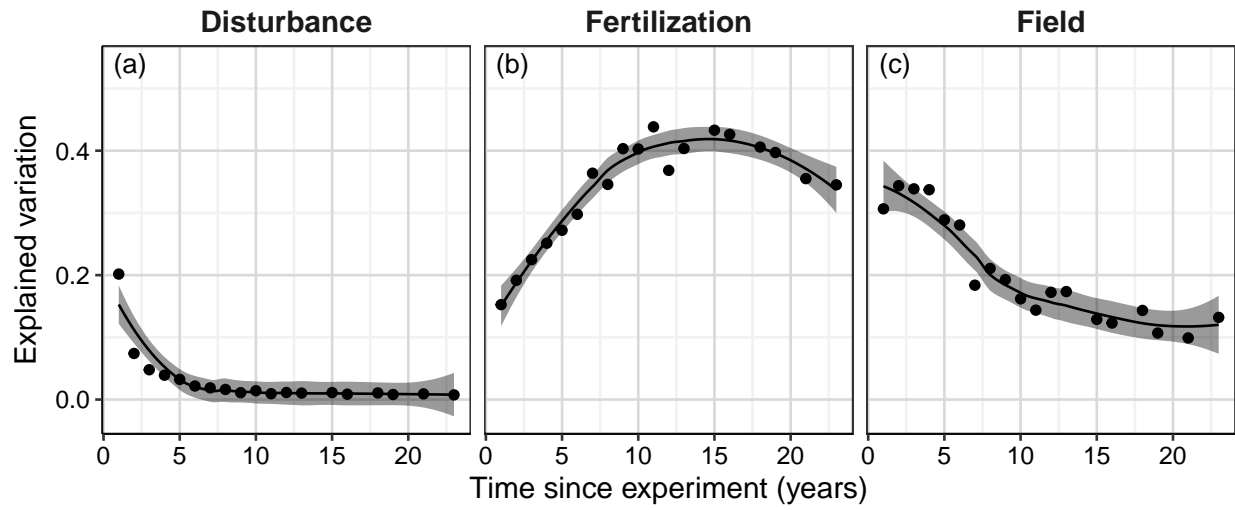 Disturbance Fertilization Field
(a) (b) (c)
Explained variation
0.4
0.2
0.0
0 5 10 15 20 0 5 10 15 20 0 5 10 15 20
Time since experiment (years)